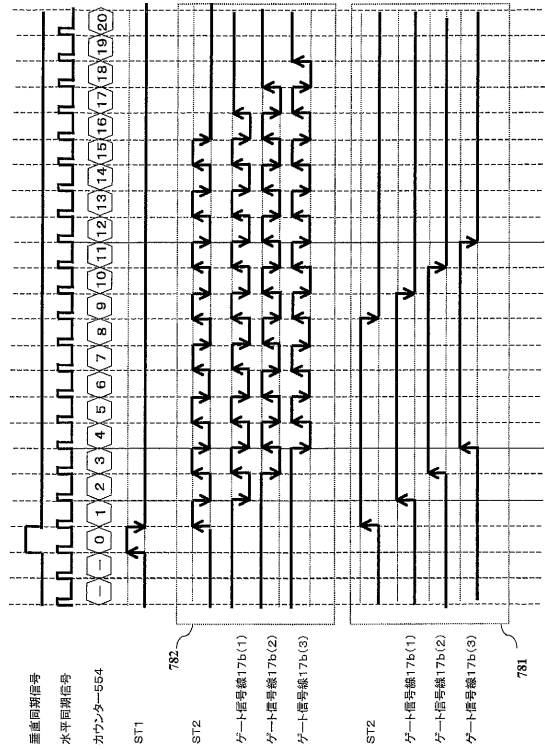 垂直同期信号
水平同期信号
カウンター554
— — 0 1 2 3 4 5 6 7 8 9 10 11 12 13 14 15 16 17 18 19 20
ST1
782
ST2
ゲート信号線17b(1)
ゲート信号線17b(2)
ゲート信号線17b(3)
ST2
ゲート信号線17b(1)
ゲート信号線17b(2)
ゲート信号線17b(3)
781